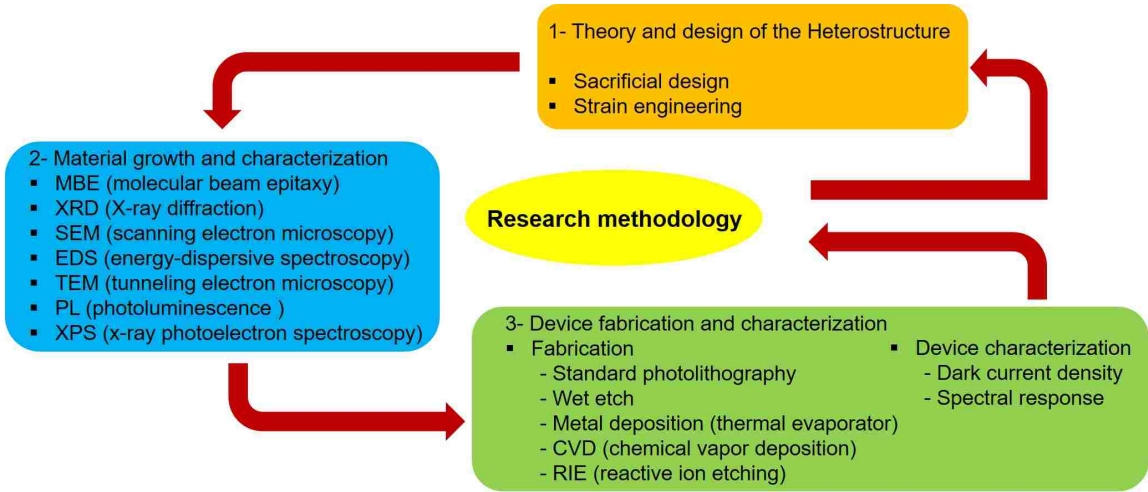 1- Theory and design of the Heterostructure
▪ Sacrificial design
▪ Strain engineering
2- Material growth and characterization
▪ MBE (molecular beam epitaxy)
▪ XRD (X-ray diffraction)
▪ SEM (scanning electron microscopy)
▪ EDS (energy-dispersive spectroscopy)
▪ TEM (tunneling electron microscopy)
▪ PL (photoluminescence )
▪ XPS (x-ray photoelectron spectroscopy)
Research methodology
3- Device fabrication and characterization
▪ Fabrication
- Standard photolithography
- Wet etch
- Metal deposition (thermal evaporator)
- CVD (chemical vapor deposition)
- RIE (reactive ion etching)
▪ Device characterization
- Dark current density
- Spectral response